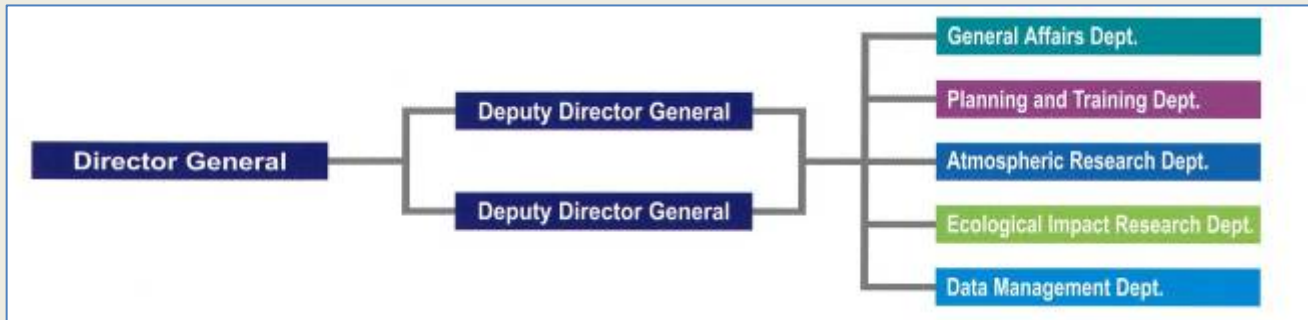 Director General
Deputy Director General
Deputy Director General
General Affairs Dept.
Planning and Training Dept.
Atmospheric Research Dept.
Ecological Impact Research Dept.
Data Management Dept.